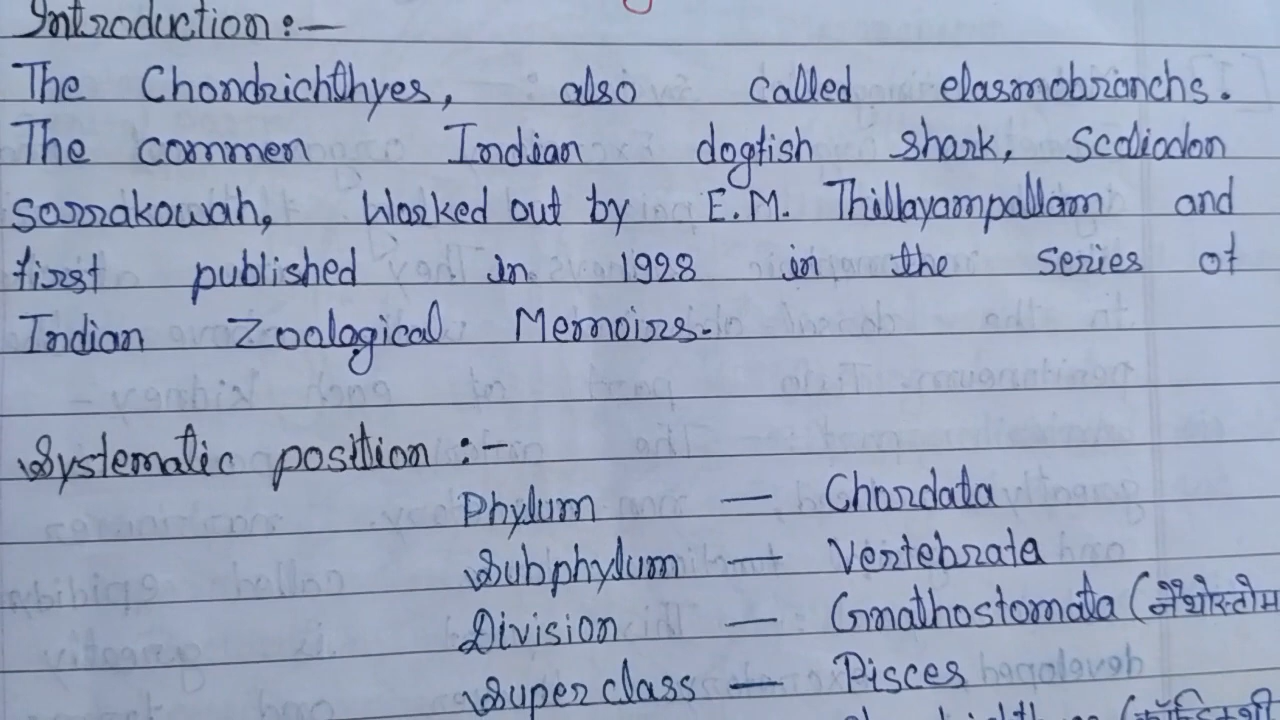 Introduction :—
The Chondrichthyes, also called elasmobranchs.
The commen Indian dogfish shark, Scoliodon
sorrakowah, Worked out by E.M. Thillayampallam and
first published in 1928 in the series of
Indian Zoological Memoirs.
Systematic position :—
Phylum — Chordata
Subphylum — Vertebrata
Division — Gnathostomata (नैथोस्तोम
Super class — Pisces